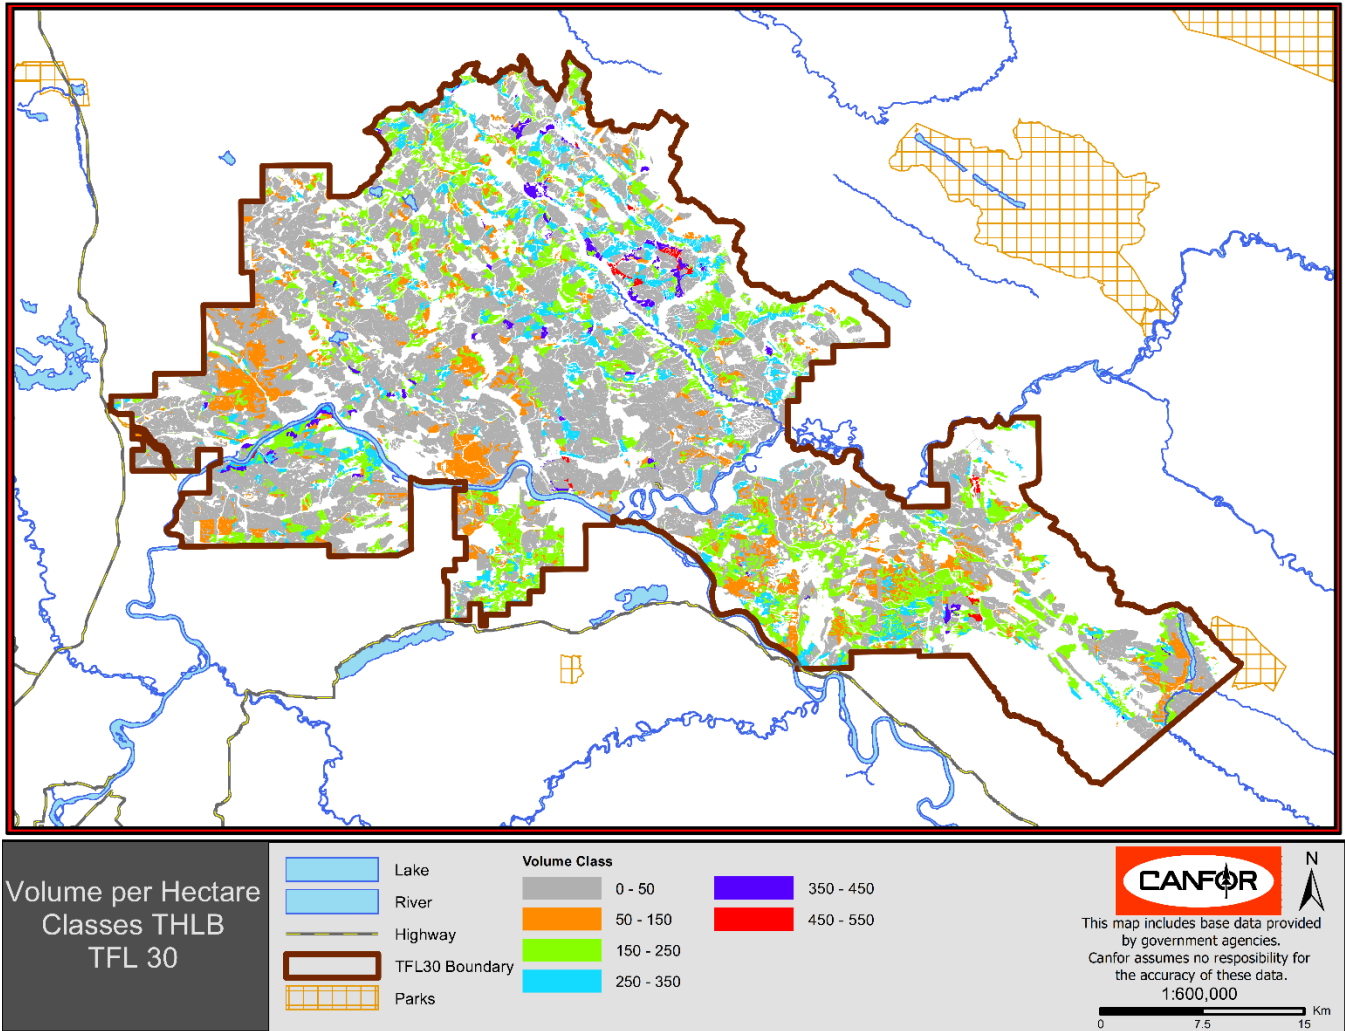 Volume per Hectare
Classes THLB
TFL 30
Lake
River
Highway
TFL30 Boundary
Parks
Volume Class
0 - 50
50 - 150
150 - 250
250 - 350
350 - 450
450 - 550
CANFOR
N
This map includes base data provided
by government agencies.
Canfor assumes no resposibility for
the accuracy of these data.
1:600,000
Km
0 7.5 15